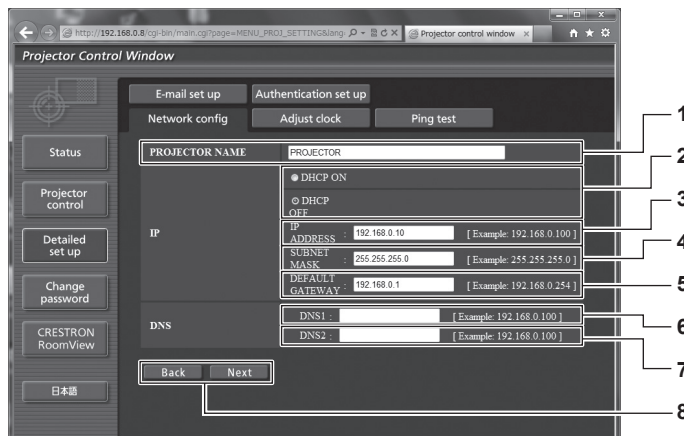 http://192.168.0.8/cgi-bin/main.cgi?page=MENU_PROJ_SETTING&lang
Projector control window
Projector Control Window
E-mail set up
Authentication set up
Network config
Adjust clock
Ping test
Status
Projector
control
Detailed
set up
Change
password
CRESTRON
RoomView
日本語
PROJECTOR NAME
PROJECTOR
IP
DHCP ON
DHCP
OFF
IP
ADDRESS : 192.168.0.10 [ Example: 192.168.0.100 ]
SUBNET
MASK : 255.255.255.0 [ Example: 255.255.255.0 ]
DEFAULT
GATEWAY : 192.168.0.1 [ Example: 192.168.0.254 ]
DNS
DNS1 : [ Example: 192.168.0.100 ]
DNS2 : [ Example: 192.168.0.100 ]
Back
Next
1
2
3
4
5
6
7
8